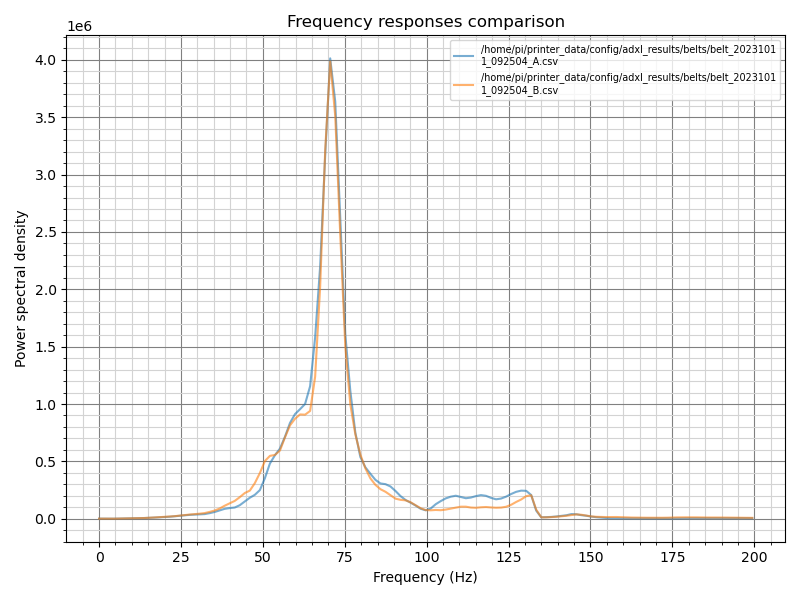 Frequency responses comparison
1e6
/home/pi/printer_data/config/adxl_results/belts/belt_2023101
1_092504_A.csv
/home/pi/printer_data/config/adxl_results/belts/belt_2023101
1_092504_B.csv
4.0
3.5
3.0
2.5
2.0
1.5
1.0
0.5
0.0
Power spectral density
0 25 50 75 100 125 150 175 200
Frequency (Hz)